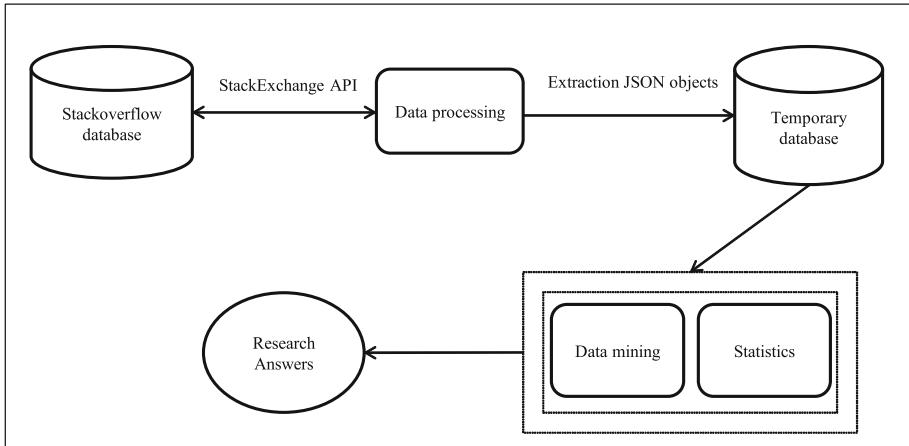 StackExchange API
Extraction JSON objects
Stackoverflow
database
Data processing
Temporary
database
Research
Answers
Data mining
Statistics